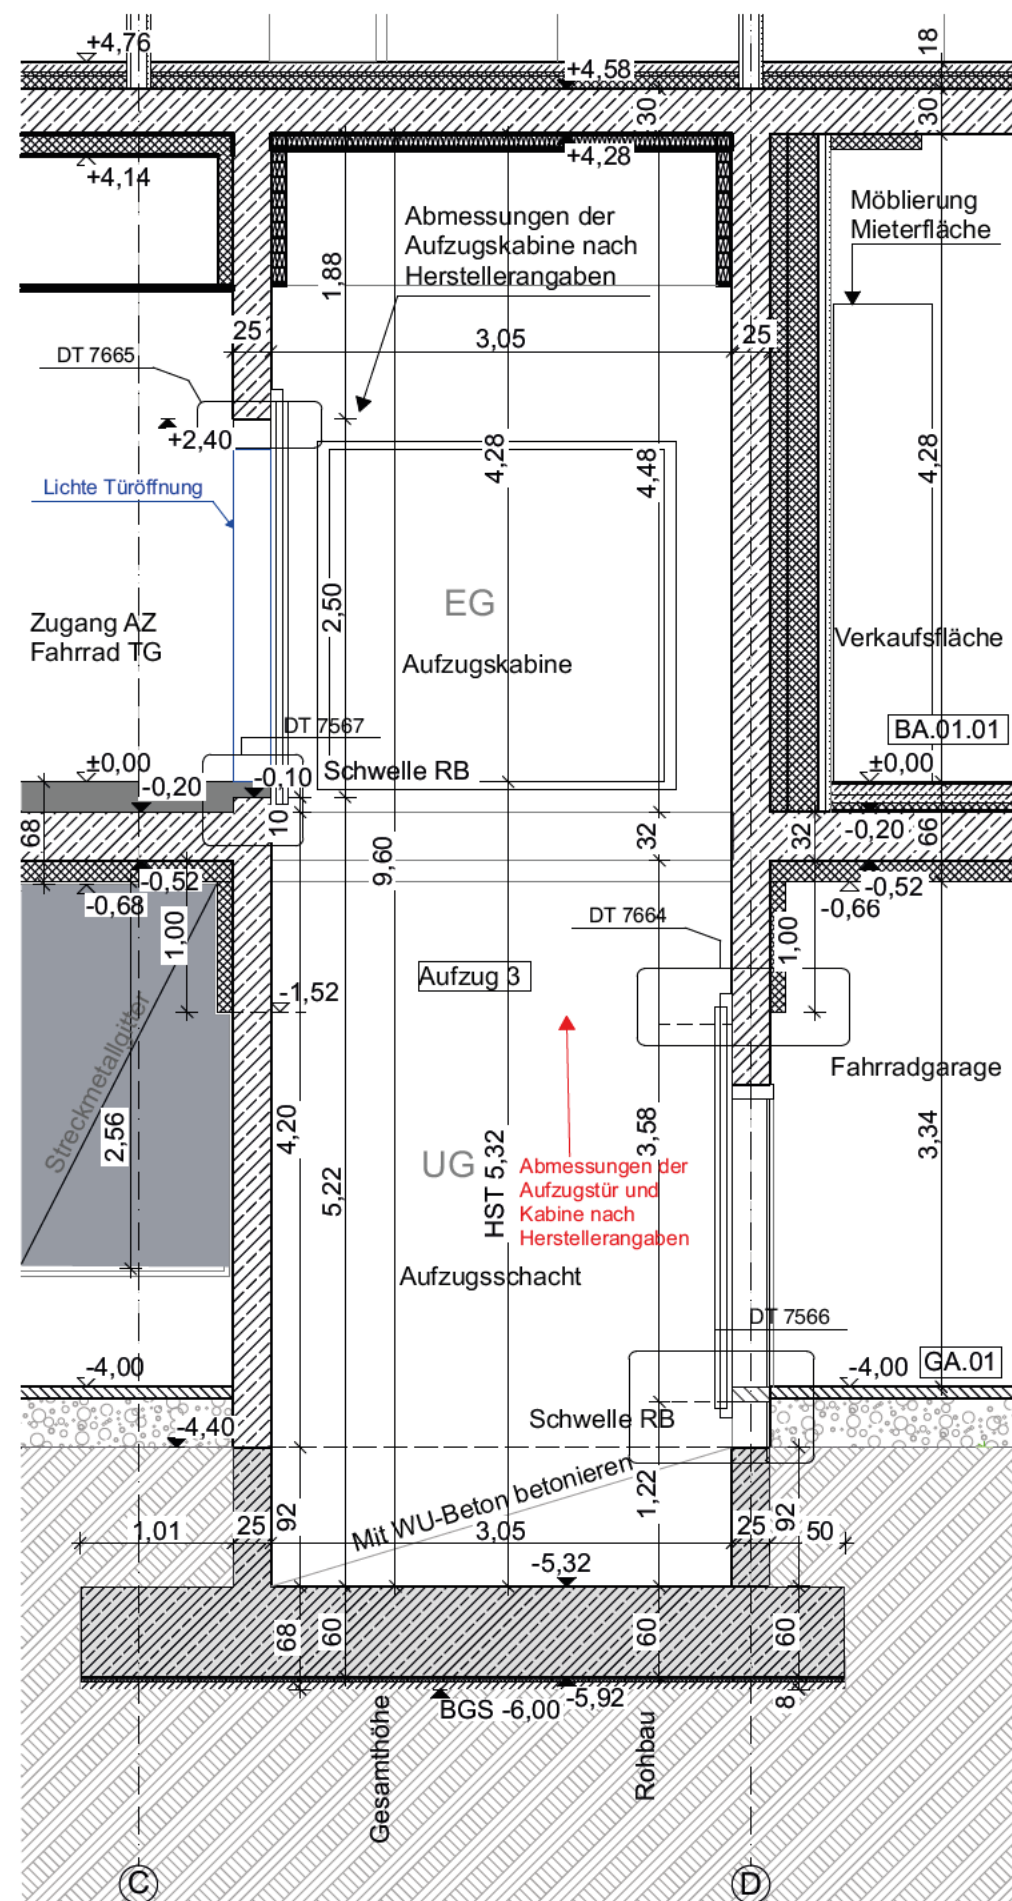 +4,76
18
+4,58
30
30
+4,28
+4,14
Möblierung
Mieterfläche
Abmessungen der
Aufzugskabine nach
Herstellerangaben
1,88
25
3,05
25
DT 7665
+2,40
4,28
4,48
4,28
Lichte Türöffnung
2,50
EG
Zugang AZ
Fahrrad TG
Verkaufsfläche
Aufzugskabine
DT 7567
BA.01.01
±0,00
-0,20
-0,10
Schwelle RB
±0,00
68
10
9,60
32
32
-0,20
66
-0,52
-0,68
-0,52
-0,66
1,00
DT 7664
1,00
Aufzug 3
-1,52
Streckmetallgitter
Fahrradgarage
2,56
4,20
5,22
UG
HST 5,32
3,58
3,34
Abmessungen der
Aufzugstür und
Kabine nach
Herstellerangaben
Aufzugsschacht
DT 7566
-4,00
-4,00
GA.01
-4,40
Schwelle RB
Mit WU-Beton betonieren
1,22
92
92
1,01
25
3,05
25
50
-5,32
68
60
60
60
BGS -6,00
-5,92
8
Gesamthöhe
Rohbau
C
D